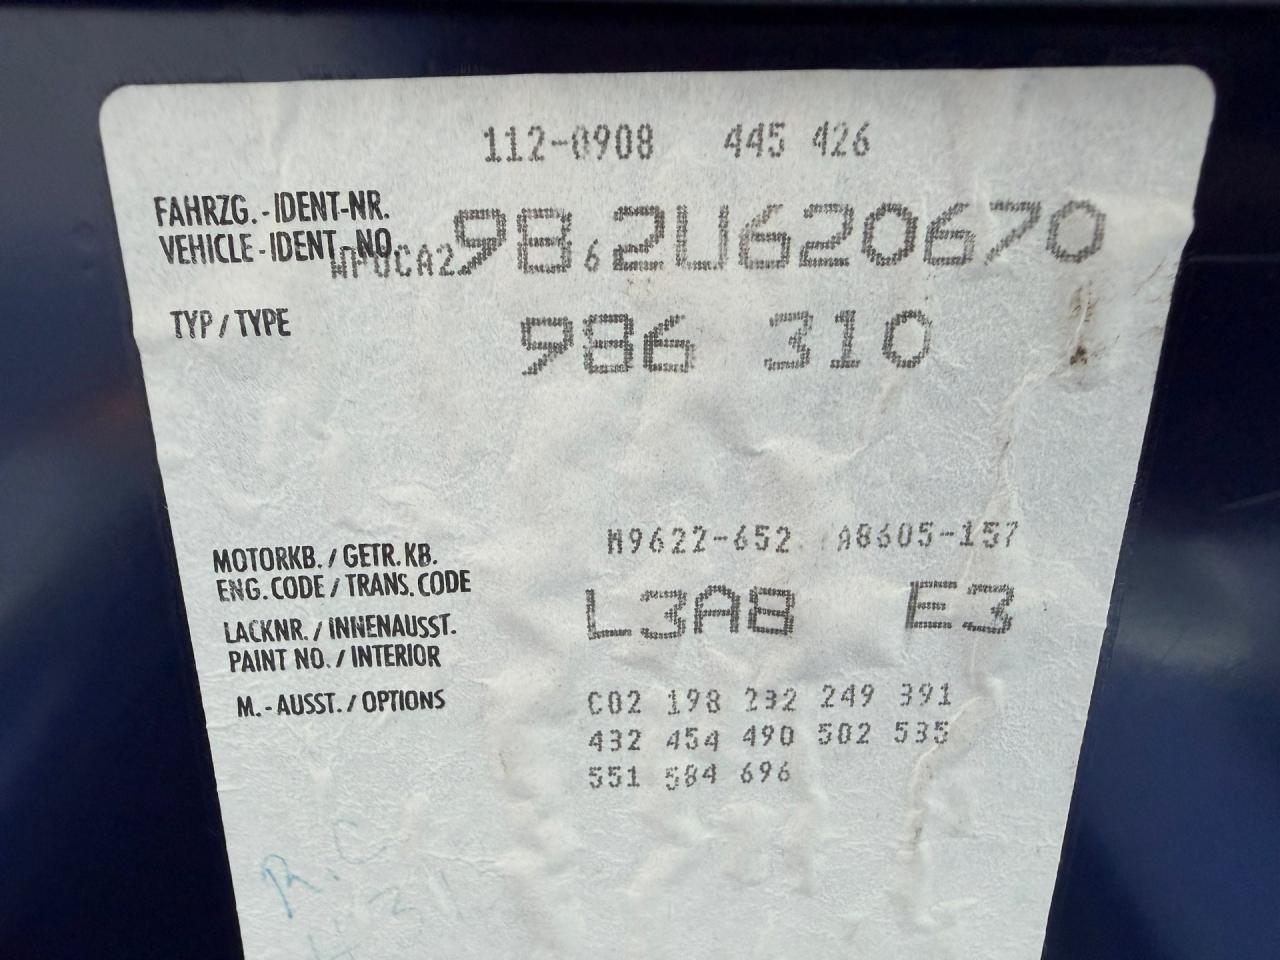 112-0908 445 426
FAHRZG.-IDENT-NR.
VEHICLE-IDENT-NO. WP0CA2 98 6 2U620670
TYP/TYPE 986 310
M9622-652 A8605-157
MOTORKB./GETR.KB.
ENG.CODE/TRANS.CODE
L3A8 E3
LACKNR./INNENAUSST.
PAINT NO./INTERIOR
M.-AUSST./OPTIONS C02 198 232 249 391
432 454 490 502 535
551 584 696
R.C